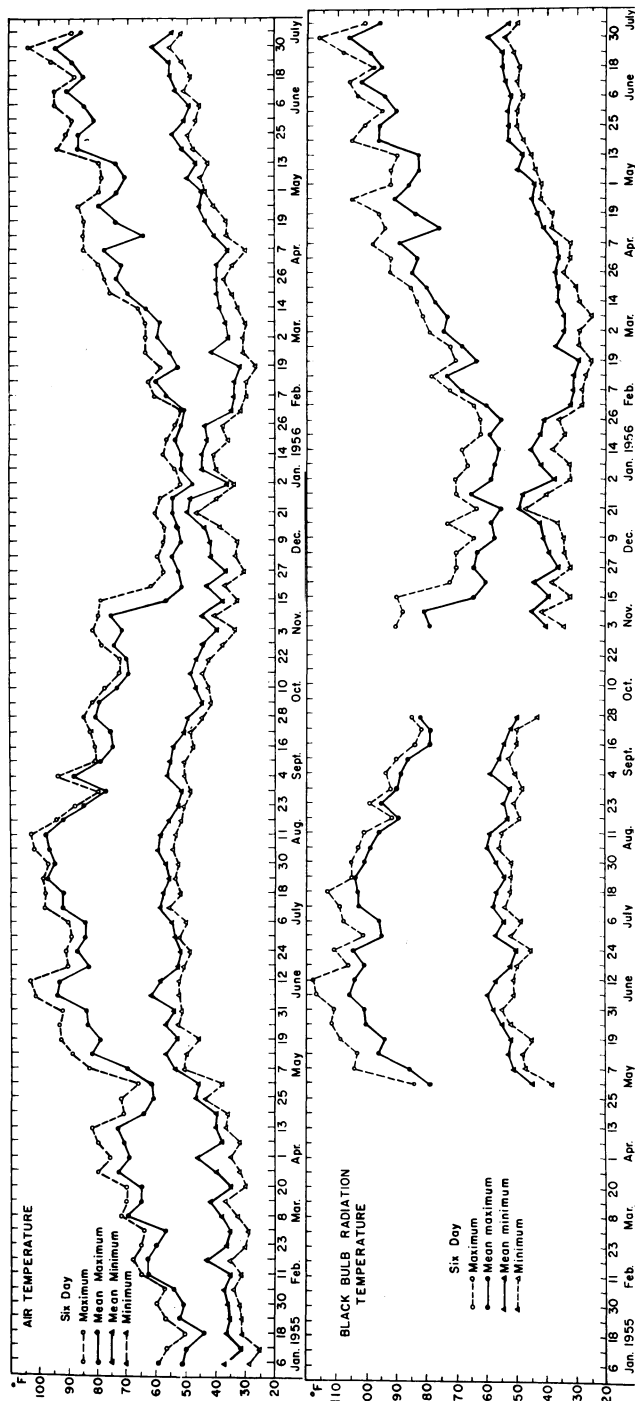 AIR TEMPERATURE
Six Day
Maximum
Mean Maximum
Mean Minimum
Minimum
°F
100
90
80
70
60
50
40
30
20
6 18 30 11 23 8 20 1 13 25 19 31 12 24 6 18 30 11 23 4 16 28 10 22 3 15 27 9 21 2 14 26 7 19 2 14 26 7 19 1 13 25 6 18 30
Jan. 1955 Feb. Mar. Apr. May June July Aug. Sept. Oct. Nov. Dec. Jan. 1956 Feb. Mar. Apr. May June July
BLACK BULB RADIATION
TEMPERATURE
Six Day
Maximum
Mean maximum
Mean minimum
Minimum
°F
110
100
90
80
70
60
50
40
30
20
6 18 30 11 23 8 20 1 13 25 19 31 12 24 6 18 30 11 23 4 16 28 10 22 3 15 27 9 21 2 14 26 7 19 2 14 26 7 19 1 13 25 6 18 30
Jan. 1955 Feb. Mar. Apr. May June July Aug. Sept. Oct. Nov. Dec. Jan. 1956 Feb. Mar. Apr. May June July